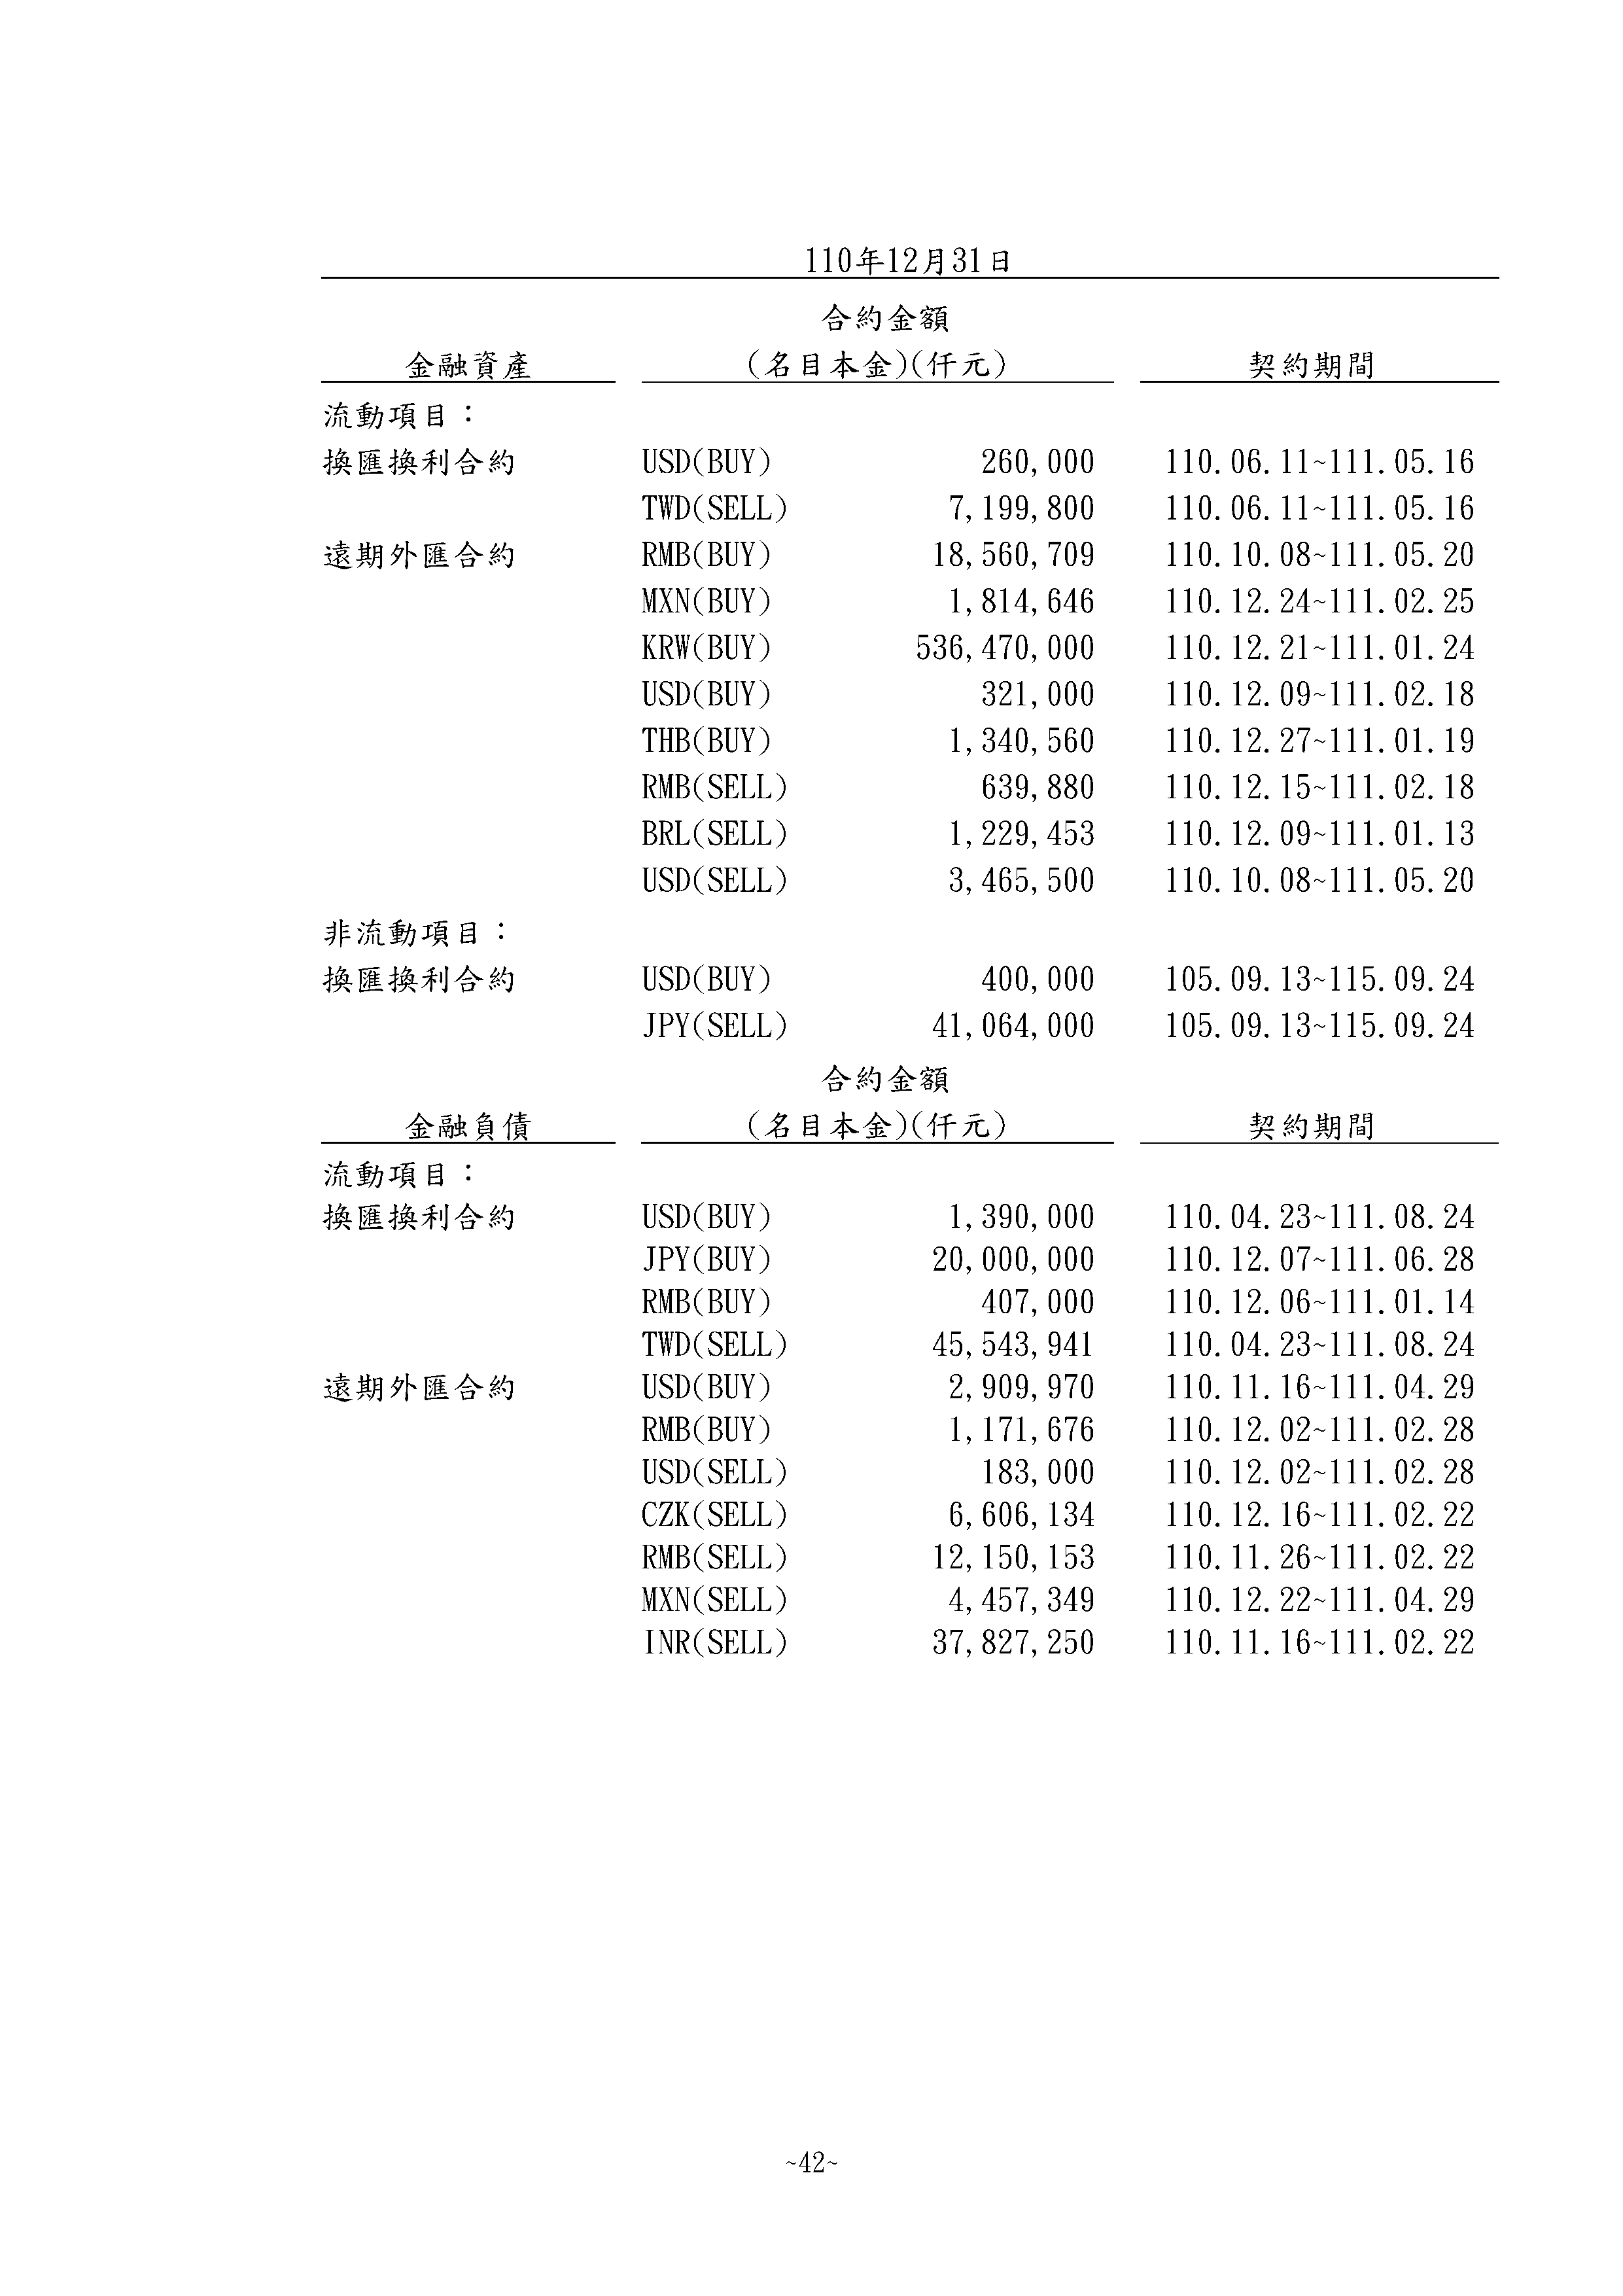 110年12月31日
合約金額
金融資產 (名目本金)(仟元) 契約期間
流動項目：
換匯換利合約 USD(BUY) 260,000 110.06.11~111.05.16
TWD(SELL) 7,199,800 110.06.11~111.05.16
遠期外匯合約 RMB(BUY) 18,560,709 110.10.08~111.05.20
MXN(BUY) 1,814,646 110.12.24~111.02.25
KRW(BUY) 536,470,000 110.12.21~111.01.24
USD(BUY) 321,000 110.12.09~111.02.18
THB(BUY) 1,340,560 110.12.27~111.01.19
RMB(SELL) 639,880 110.12.15~111.02.18
BRL(SELL) 1,229,453 110.12.09~111.01.13
USD(SELL) 3,465,500 110.10.08~111.05.20
非流動項目：
換匯換利合約 USD(BUY) 400,000 105.09.13~115.09.24
JPY(SELL) 41,064,000 105.09.13~115.09.24
合約金額
金融負債 (名目本金)(仟元) 契約期間
流動項目：
換匯換利合約 USD(BUY) 1,390,000 110.04.23~111.08.24
JPY(BUY) 20,000,000 110.12.07~111.06.28
RMB(BUY) 407,000 110.12.06~111.01.14
TWD(SELL) 45,543,941 110.04.23~111.08.24
遠期外匯合約 USD(BUY) 2,909,970 110.11.16~111.04.29
RMB(BUY) 1,171,676 110.12.02~111.02.28
USD(SELL) 183,000 110.12.02~111.02.28
CZK(SELL) 6,606,134 110.12.16~111.02.22
RMB(SELL) 12,150,153 110.11.26~111.02.22
MXN(SELL) 4,457,349 110.12.22~111.04.29
INR(SELL) 37,827,250 110.11.16~111.02.22
~42~